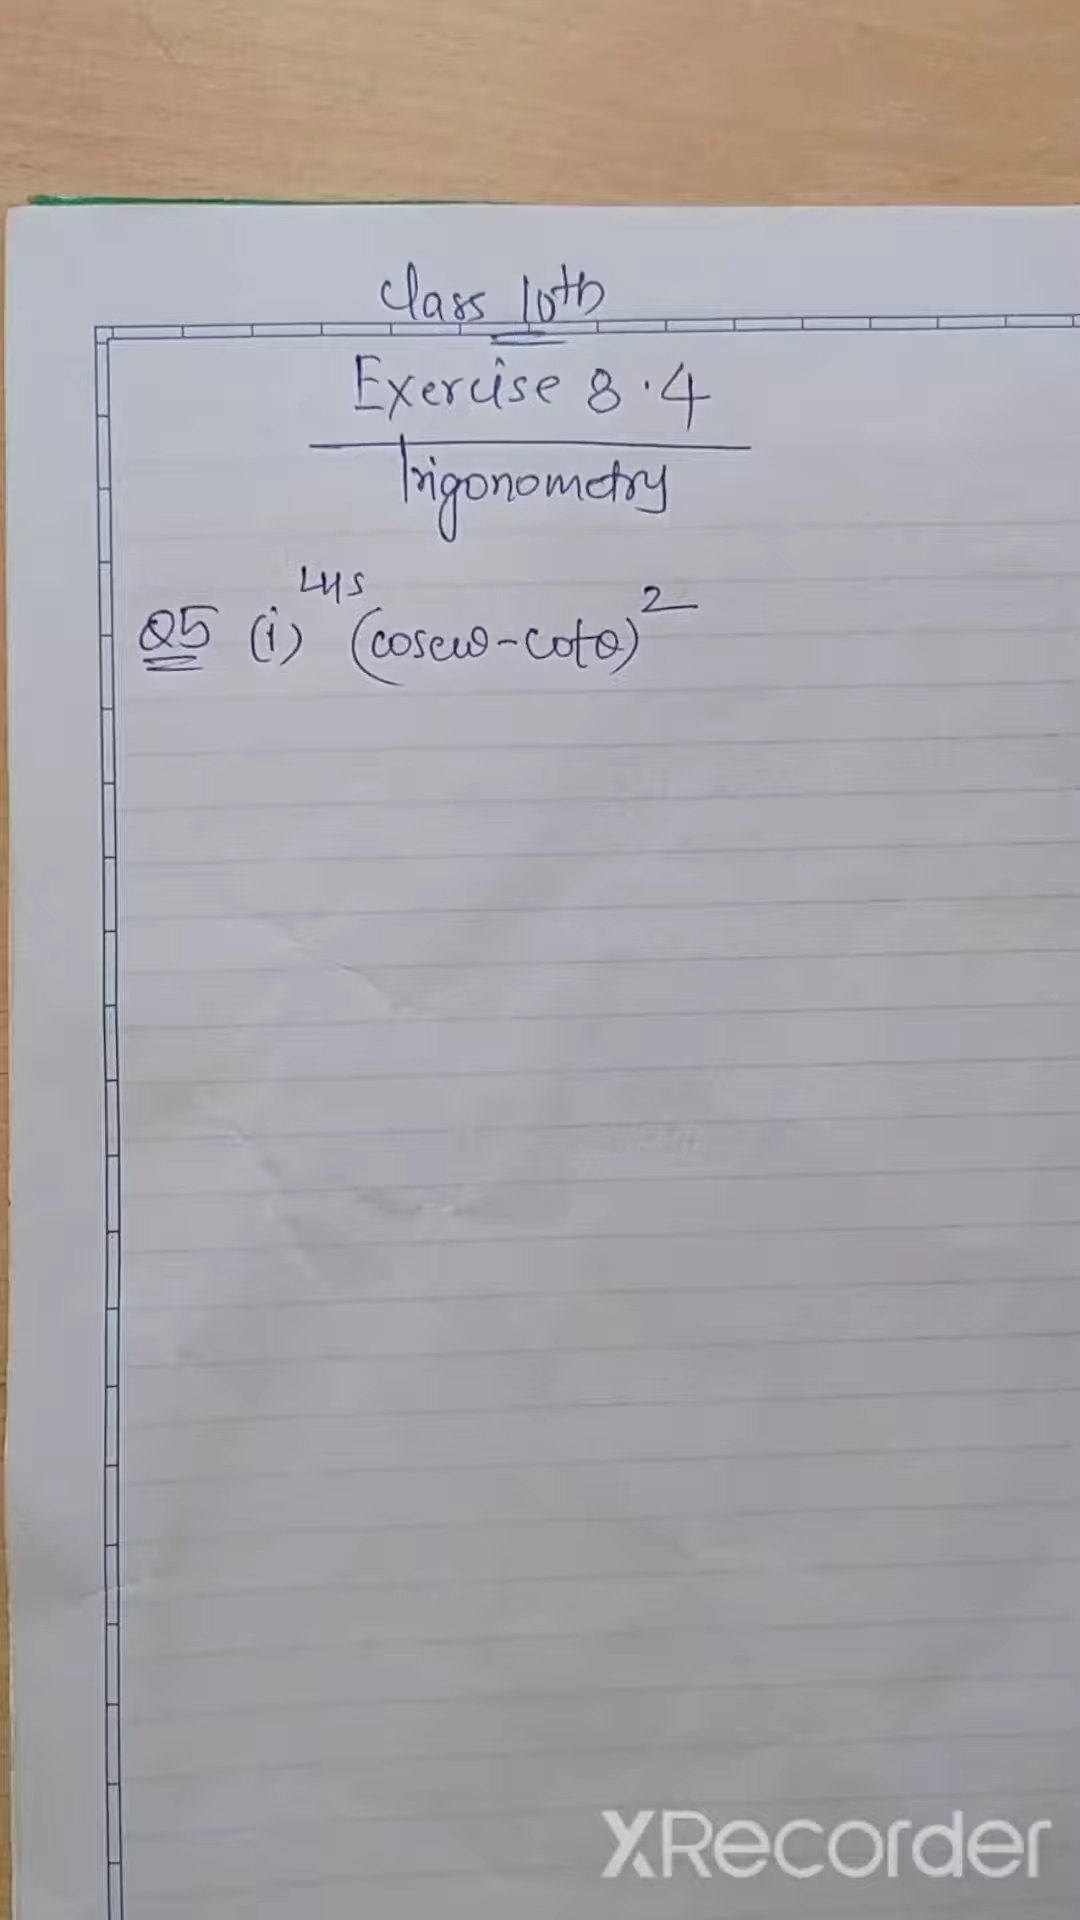 Class 10th
Exercise 8.4
Trigonometry
LHS
Q5 (i) (cosecθ-cotθ)²
XRecorder